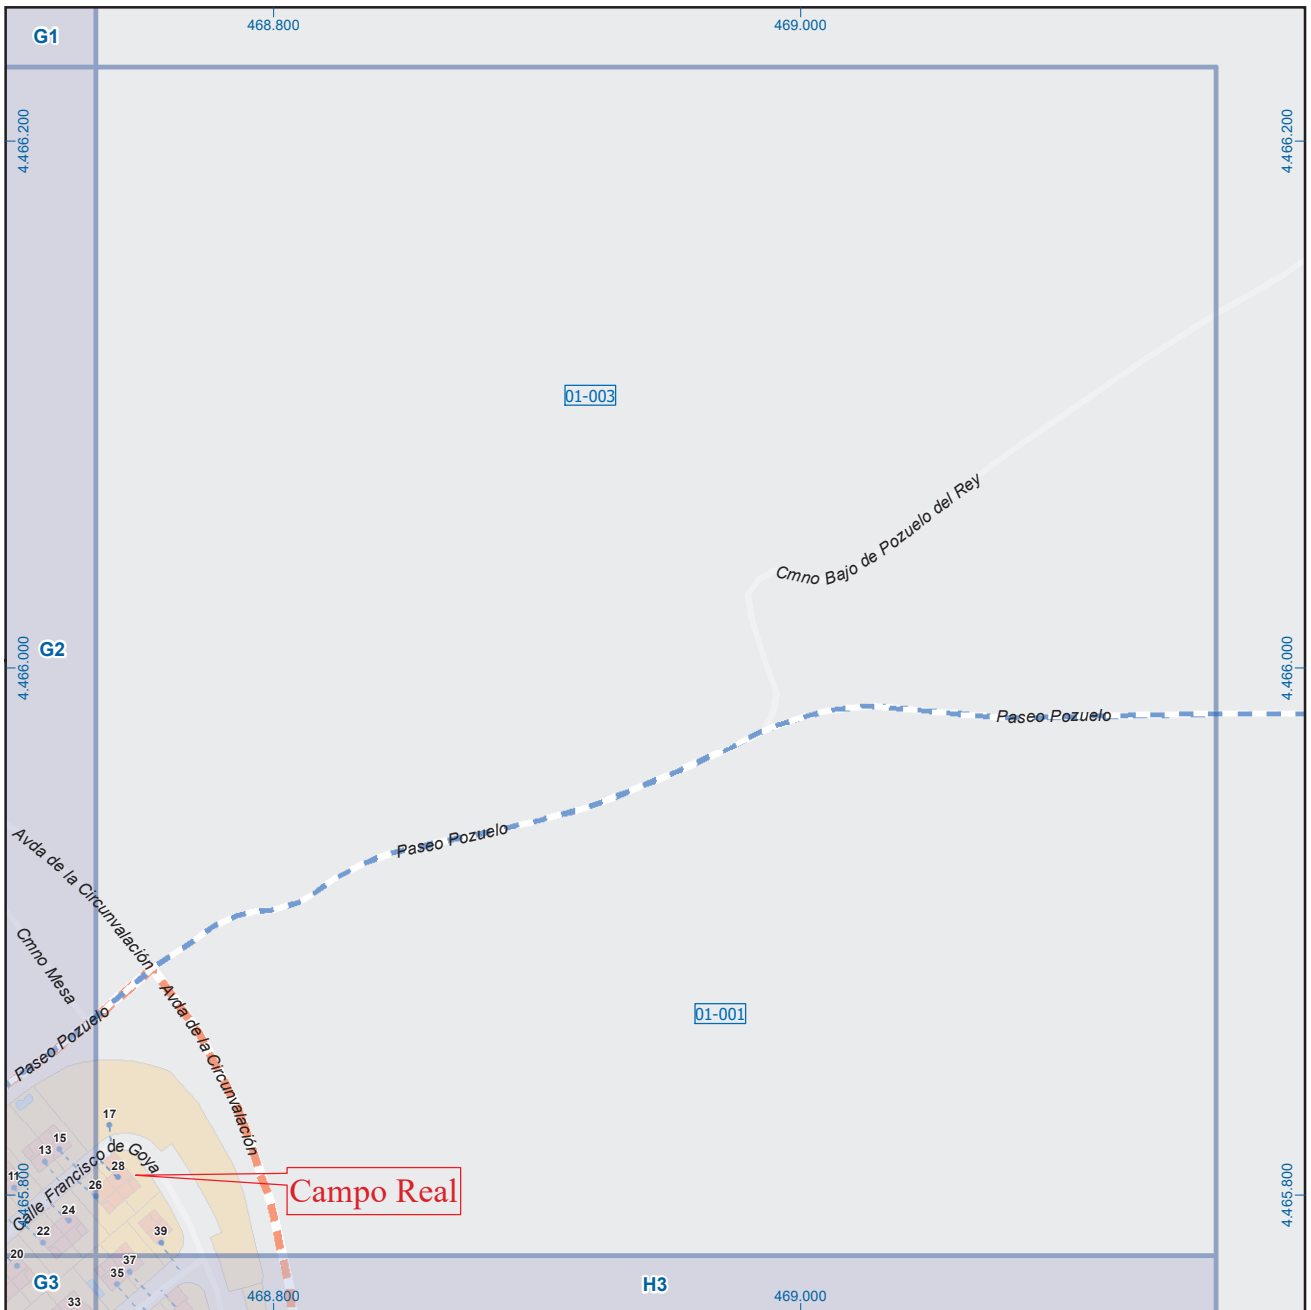 468.800
469.000
G1
4.466.200
4.466.200
01-003
Cmno Bajo de Pozuelo del Rey
G2
4.466.000
4.466.000
Paseo Pozuelo
Paseo Pozuelo
Avda de la Circunvalación
Cmno Mesa
Paseo Pozuelo
Avda de la Circunvalación
01-001
17
15
13
Calle Francisco de Goya
28
11
26
4.465.800
4.465.800
Campo Real
24
22
39
20
37
35
G3
H3
33
468.800
469.000